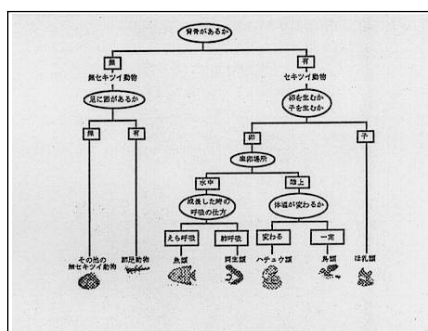 背骨があるか
無
有
無セキツイ動物
セキツイ動物
足に節があるか
卵を生むか
子を生むか
無
有
卵
子
産卵場所
水中
陸上
成長した時の
呼吸の仕方
体温が変わるか
えら呼吸
肺呼吸
変わる
一定
その他の
無セキツイ動物
節足動物
魚類
両生類
ハチュウ類
鳥類
ほ乳類